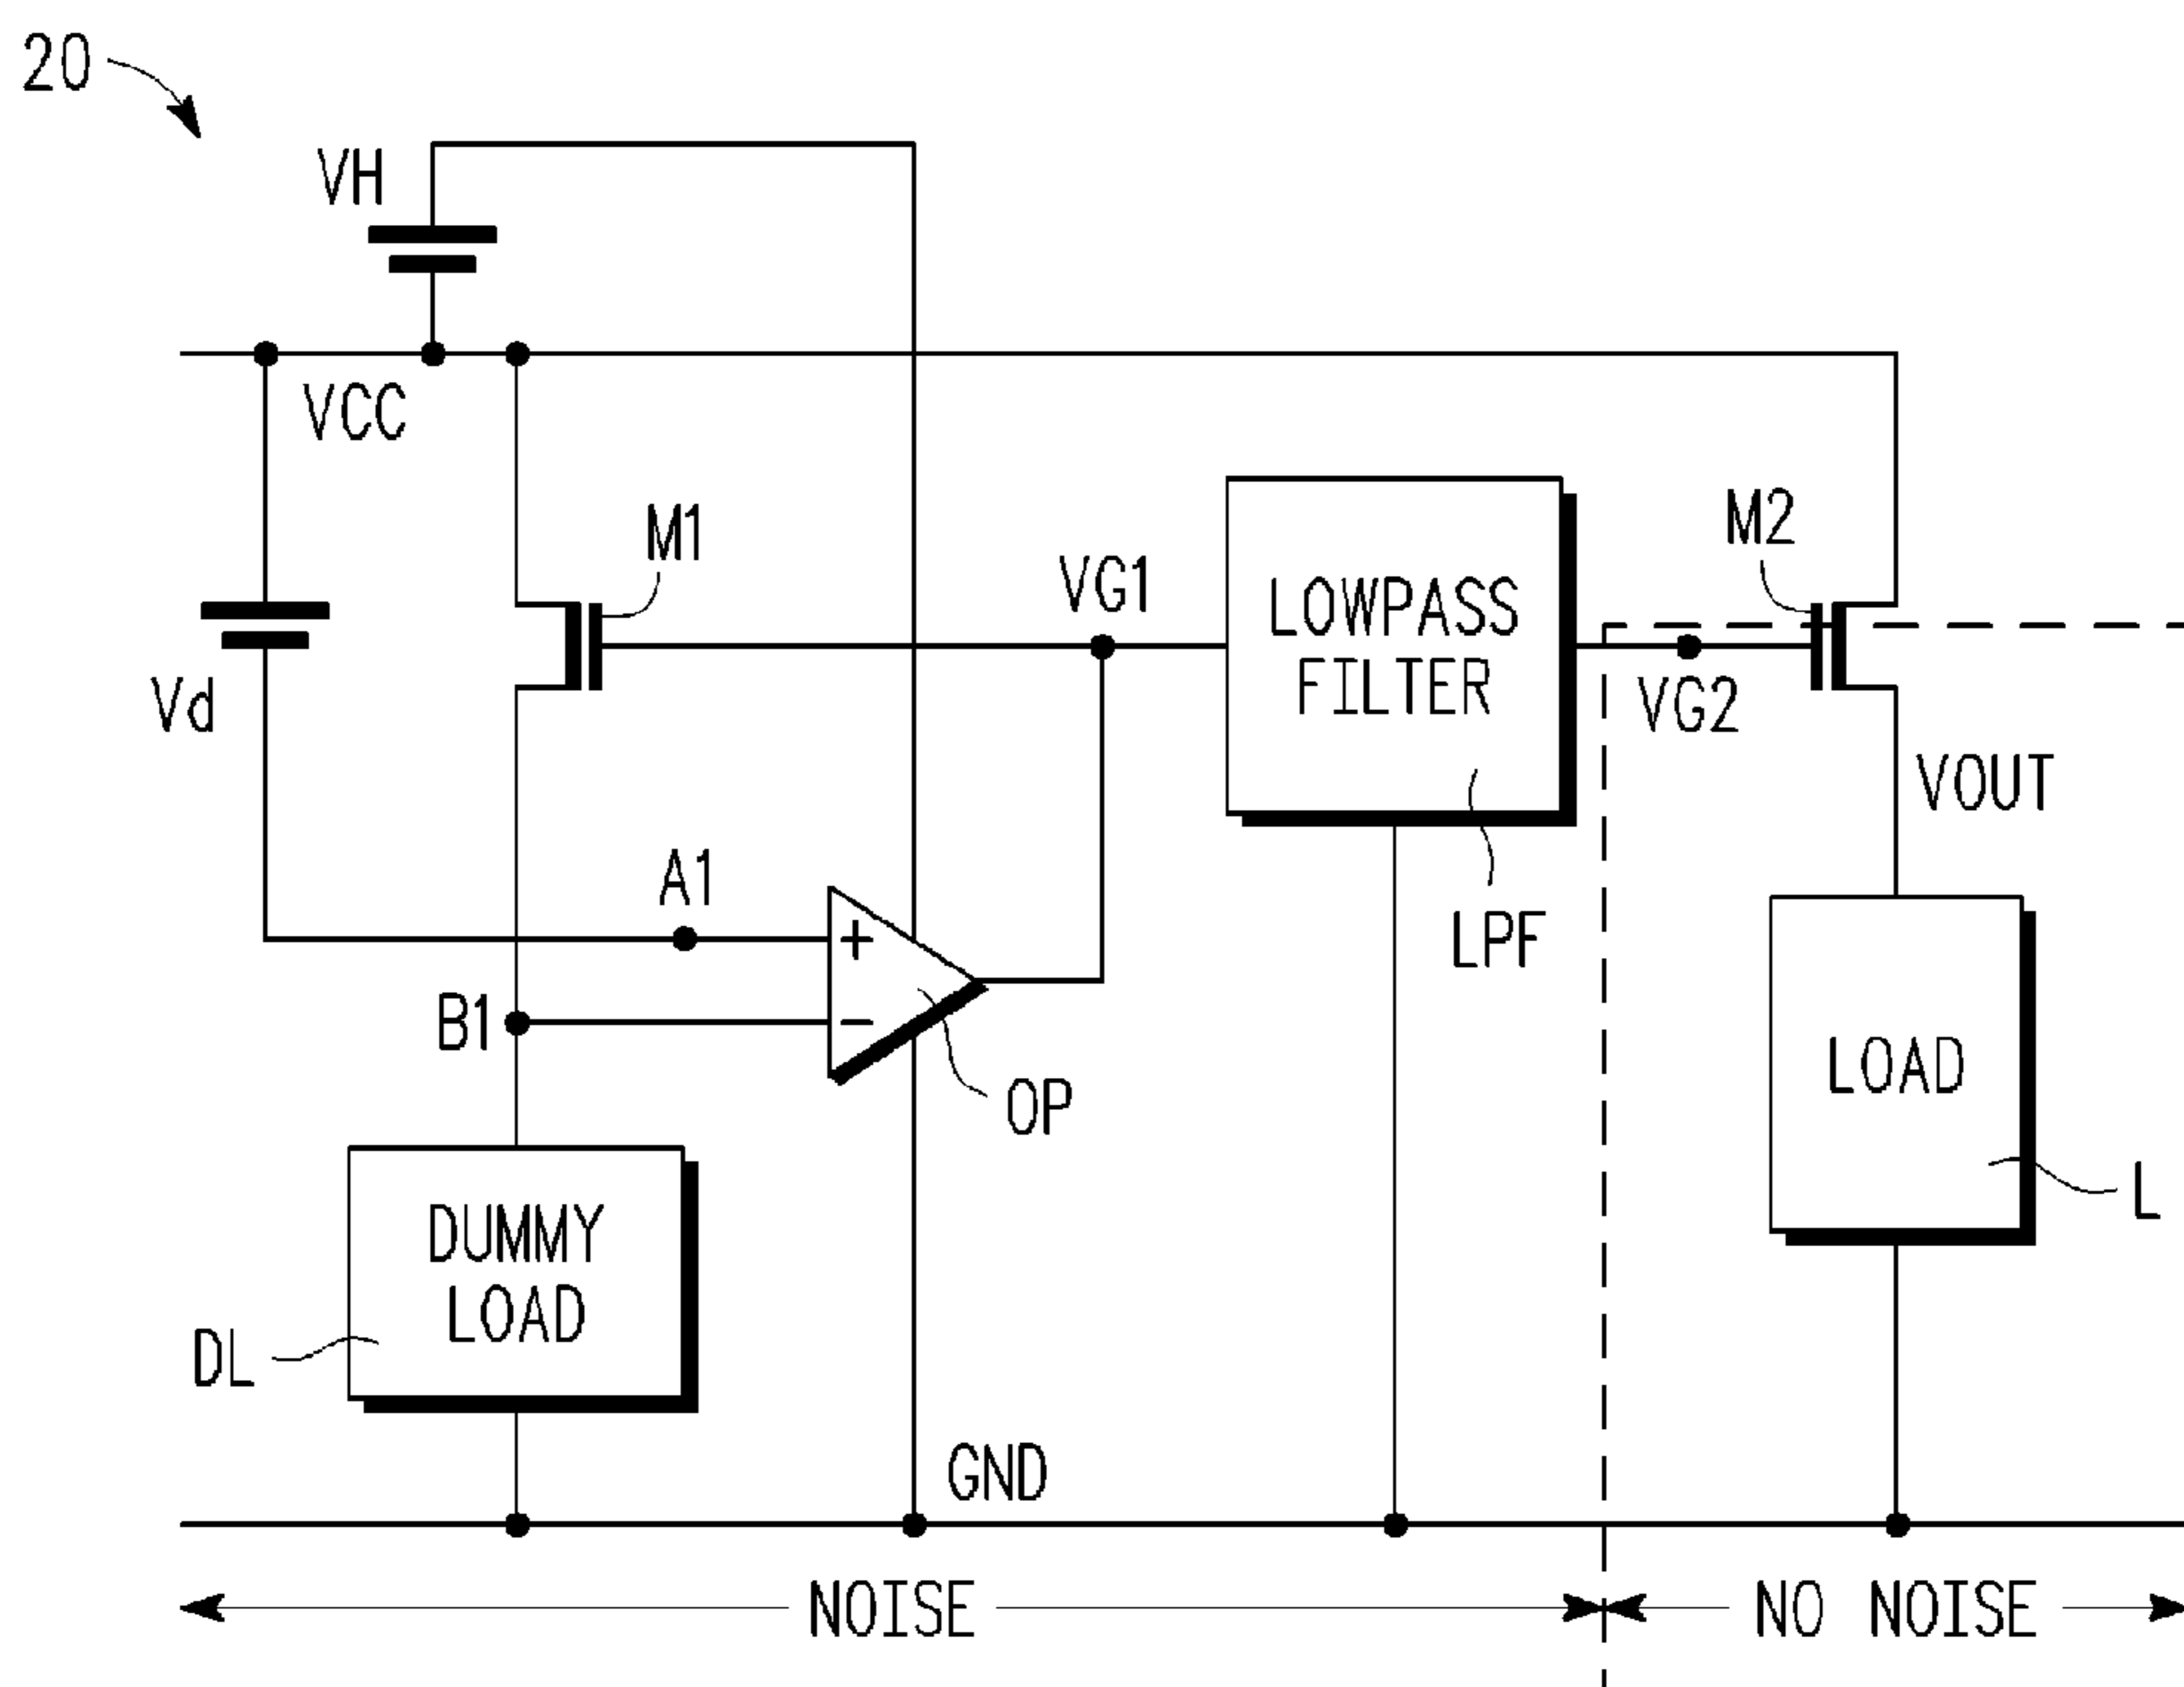 20
VH
VCC
M1
M2
VG1
LOWPASS
FILTER
Vd
VG2
VOUT
A1
+
LPF
B1
−
LOAD
OP
DUMMY
LOAD
L
DL
GND
NOISE
NO NOISE